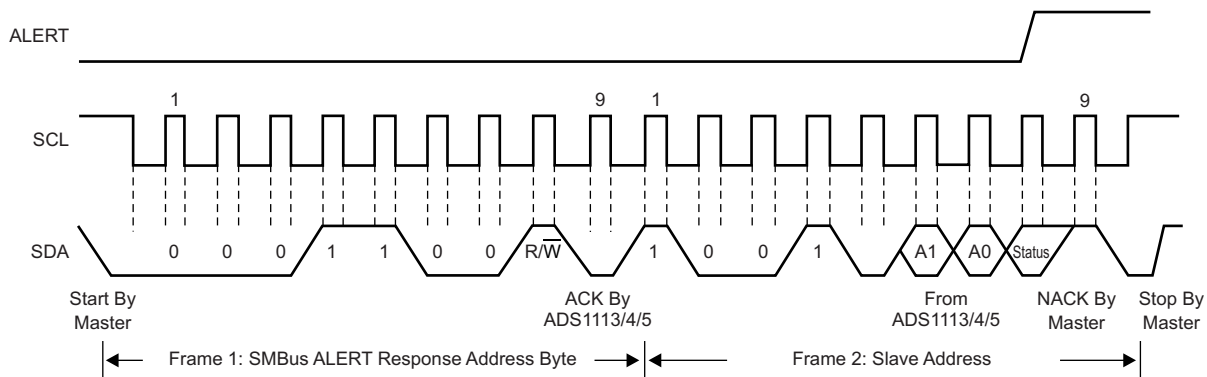 ALERT
1 9 1 9
SCL
SDA
0 0 0 1 1 0 0 R/W 1 0 0 1 A1 A0 Status
Start By
Master
ACK By
ADS1113/4/5
From
ADS1113/4/5
NACK By
Master
Stop By
Master
Frame 1: SMBus ALERT Response Address Byte
Frame 2: Slave Address